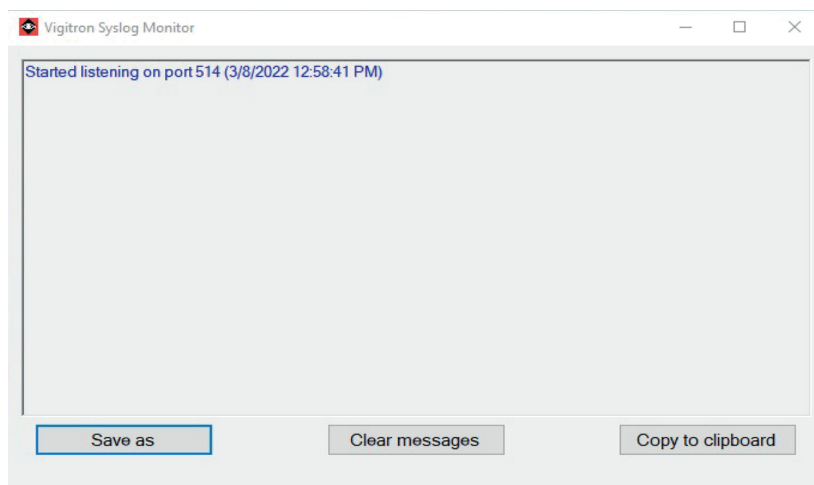 Vigitron Syslog Monitor
Started listening on port 514 (3/8/2022 12:58:41 PM)
Save as
Clear messages
Copy to clipboard